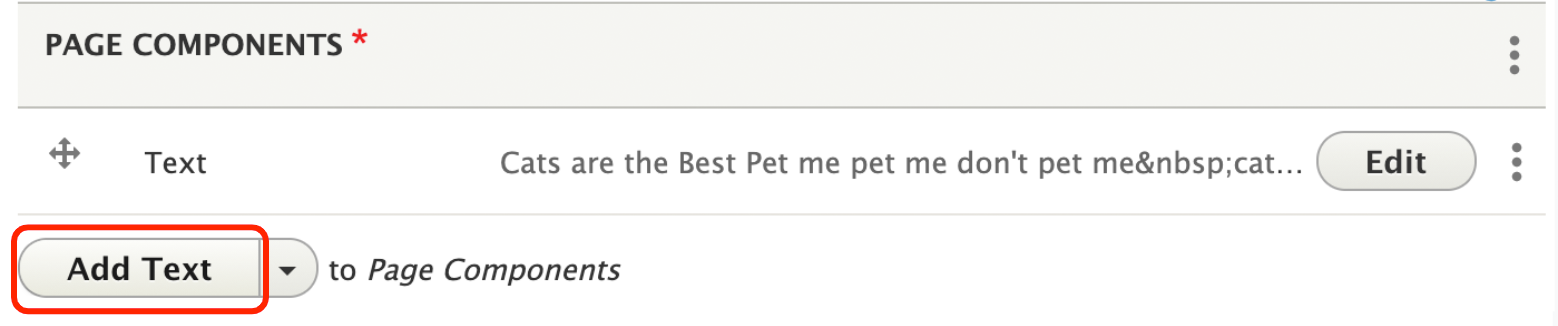 PAGE COMPONENTS *
Text Cats are the Best Pet me pet me don't pet me&nbsp;cat... Edit
Add Text to Page Components